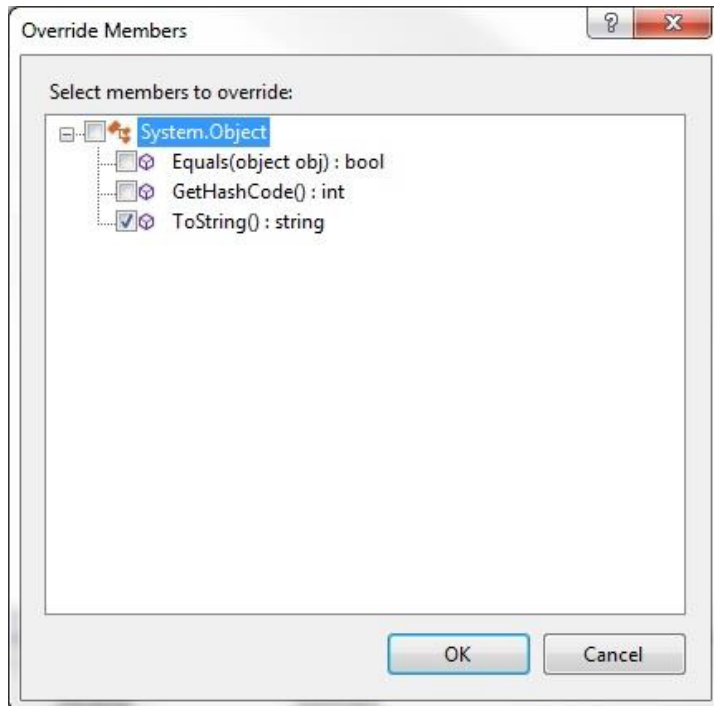 Override Members
Select members to override:
System.Object
Equals(object obj) : bool
GetHashCode() : int
ToString() : string
OK Cancel